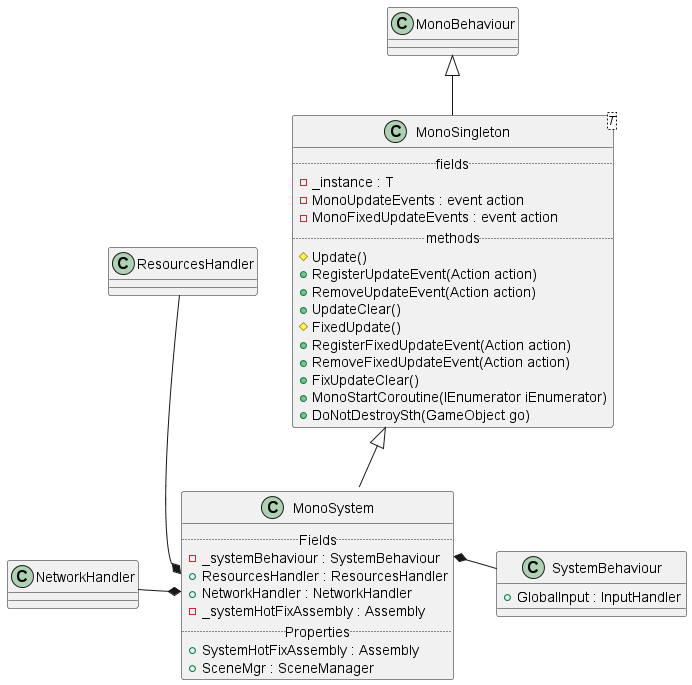 C MonoBehaviour
C MonoSingleton
T
fields
_instance : T
MonoUpdateEvents : event action
MonoFixedUpdateEvents : event action
methods
Update()
RegisterUpdateEvent(Action action)
RemoveUpdateEvent(Action action)
UpdateClear()
FixedUpdate()
RegisterFixedUpdateEvent(Action action)
RemoveFixedUpdateEvent(Action action)
FixUpdateClear()
MonoStartCoroutine(IEnumerator iEnumerator)
DoNotDestroySth(GameObject go)
C ResourcesHandler
C MonoSystem
Fields
_systemBehaviour : SystemBehaviour
ResourcesHandler : ResourcesHandler
NetworkHandler : NetworkHandler
_systemHotFixAssembly : Assembly
Properties
SystemHotFixAssembly : Assembly
SceneMgr : SceneManager
C NetworkHandler
C SystemBehaviour
GlobalInput : InputHandler